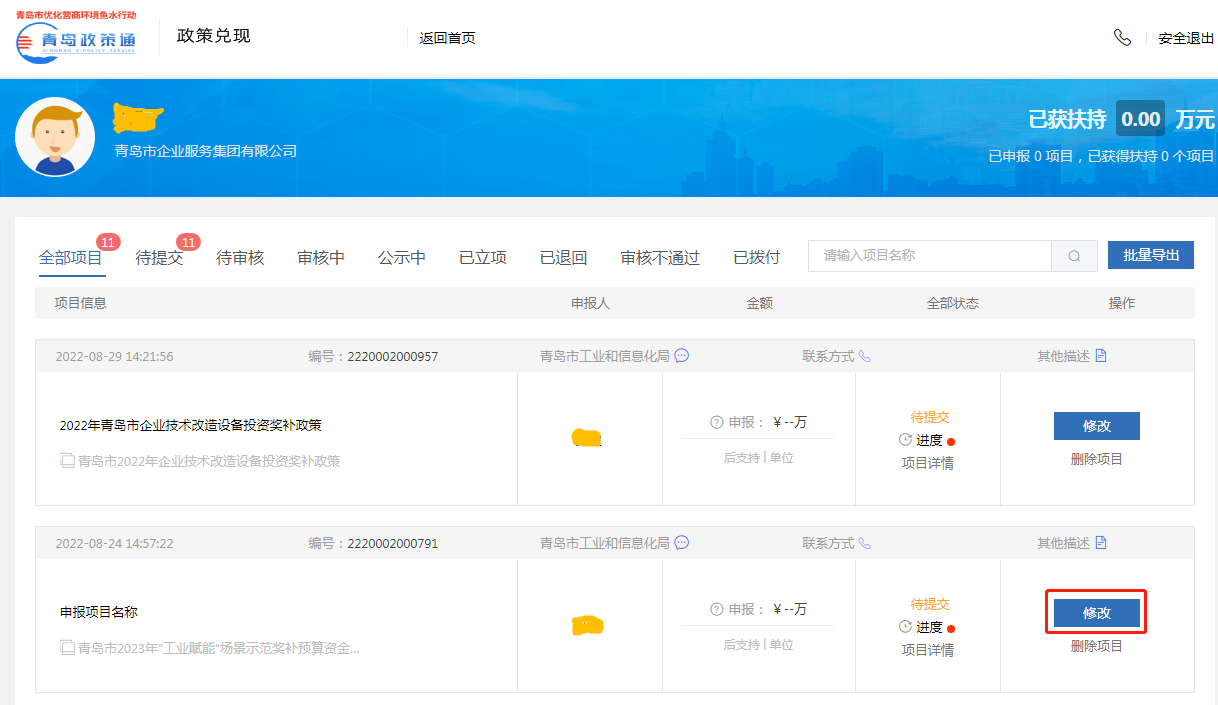 青岛市优化营商环境鱼水行动
青岛政策通
QINGDAO E-POLICY SERVICE
政策兑现
返回首页
安全退出
青岛市企业服务集团有限公司
已获扶持 0.00 万元
已申报 0 项目，已获得扶持 0 个项目
全部项目 11 待提交 11 待审核 审核中 公示中 已立项 已退回 审核不通过 已拨付 请输入项目名称 批量导出
项目信息 申报人 金额 全部状态 操作
2022-08-29 14:21:56 编号：2220002000957 青岛市工业和信息化局 联系方式 其他描述
2022年青岛市企业技术改造设备投资奖补政策
青岛市2022年企业技术改造设备投资奖补政策
申报： ￥--万
后支持 | 单位
待提交
进度
项目详情
修改
删除项目
2022-08-24 14:57:22 编号：2220002000791 青岛市工业和信息化局 联系方式 其他描述
申报项目名称
青岛市2023年"工业赋能"场景示范奖补预算资金...
申报： ￥--万
后支持 | 单位
待提交
进度
项目详情
修改
删除项目